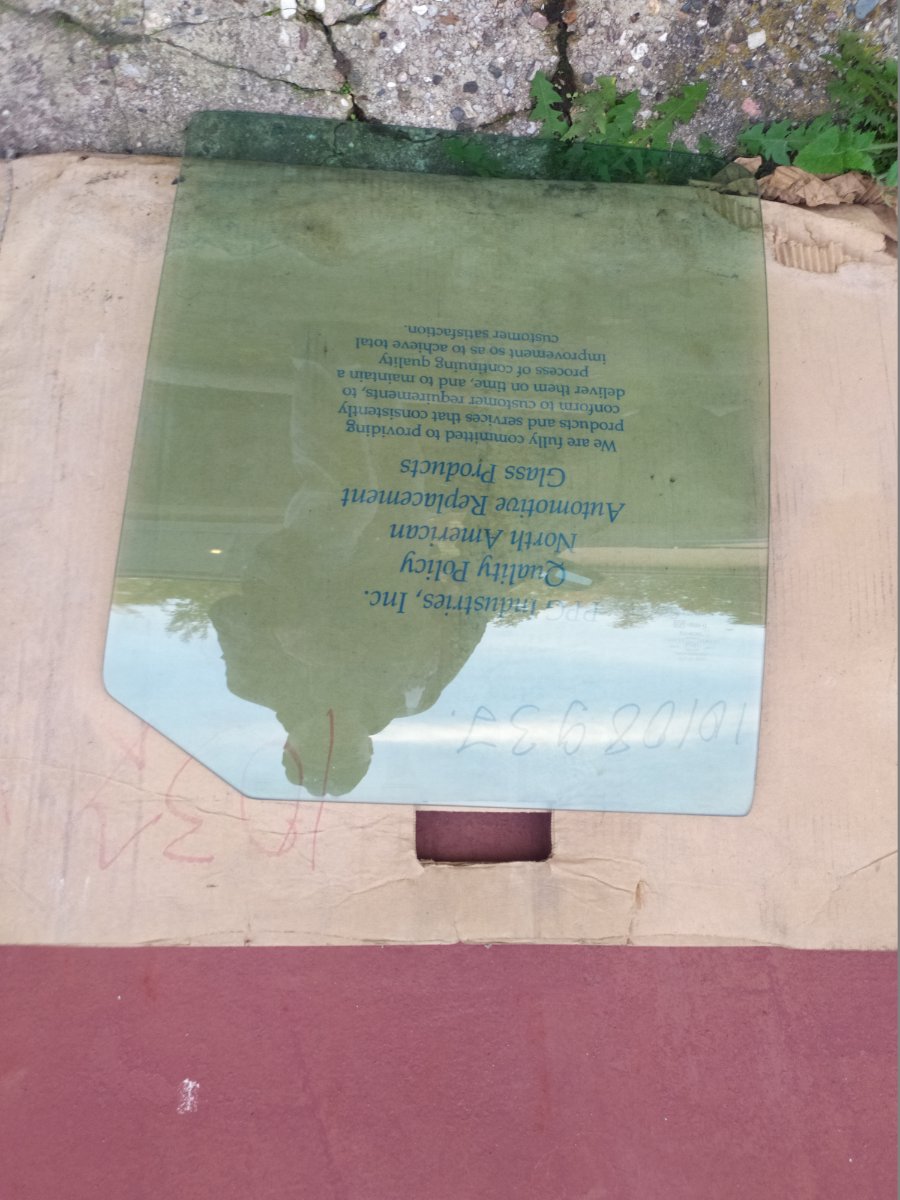 PPG Industries, Inc.
Quality Policy
North American
Automotive Replacement
Glass Products
We are fully committed to providing
products and services that consistently
conform to customer requirements, to
deliver them on time, and to maintain a
process of continuing quality
improvement so as to achieve total
customer satisfaction.